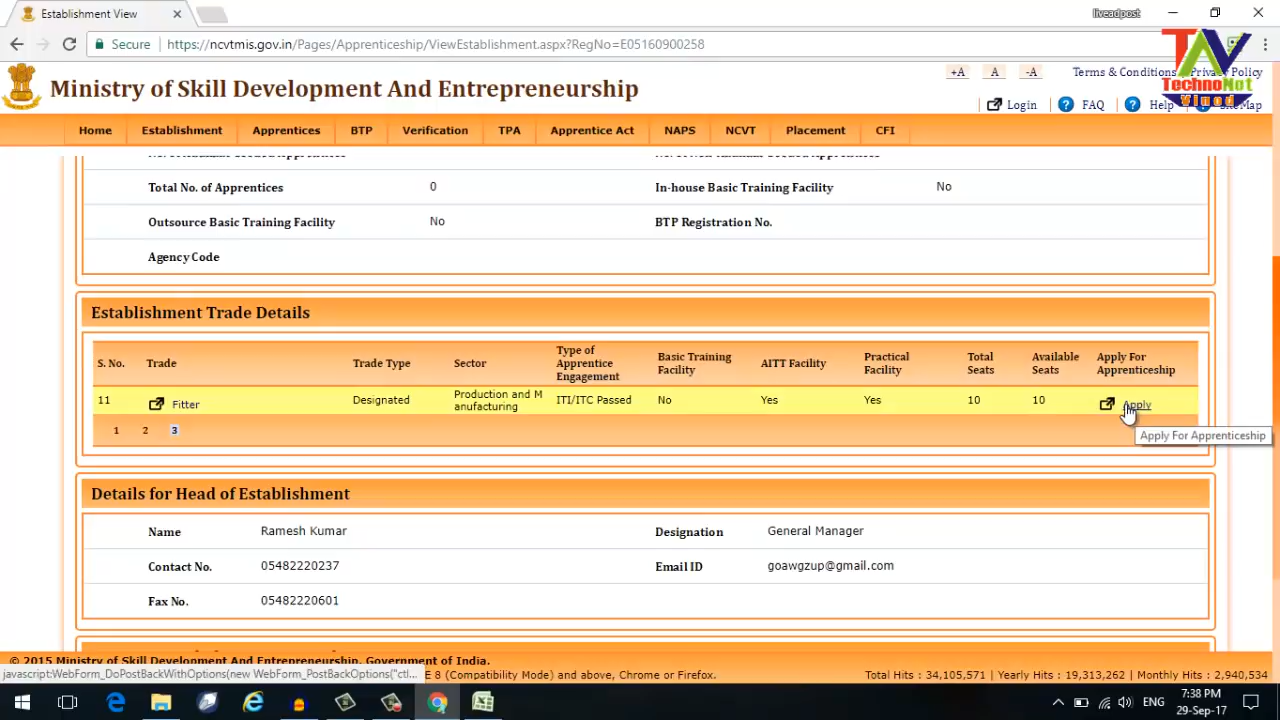 Establishment View
liveadpost
Secure https://ncvtmis.gov.in/Pages/Apprenticeship/ViewEstablishment.aspx?RegNo=E05160900258
Ministry of Skill Development And Entrepreneurship
+A A -A Terms & Conditions Privacy Policy
Login FAQ Help Map
TAV
TechnoNot
Vinod
Home Establishment Apprentices BTP Verification TPA Apprentice Act NAPS NCVT Placement CFI
Total No. of Apprentices 0 In-house Basic Training Facility No
Outsource Basic Training Facility No BTP Registration No.
Agency Code
Establishment Trade Details
S. No. Trade Trade Type Sector Type of Apprentice Engagement Basic Training Facility AITT Facility Practical Facility Total Seats Available Seats Apply For Apprenticeship
11 Fitter Designated Production and M anufacturing ITI/ITC Passed No Yes Yes 10 10 Apply
1 2 3
Apply For Apprenticeship
Details for Head of Establishment
Name Ramesh Kumar Designation General Manager
Contact No. 05482220237 Email ID goawgzup@gmail.com
Fax No. 05482220601
© 2015 Ministry of Skill Development And Entrepreneurship, Government of India.
javascript:WebForm_DoPostBackWithOptions(new WebForm_PostBackOptions("ctl... E 8 (Compatibility Mode) and above, Chrome or Firefox. Total Hits : 34,105,571 | Yearly Hits : 19,313,262 | Monthly Hits : 2,940,534
ENG 7:38 PM
29-Sep-17